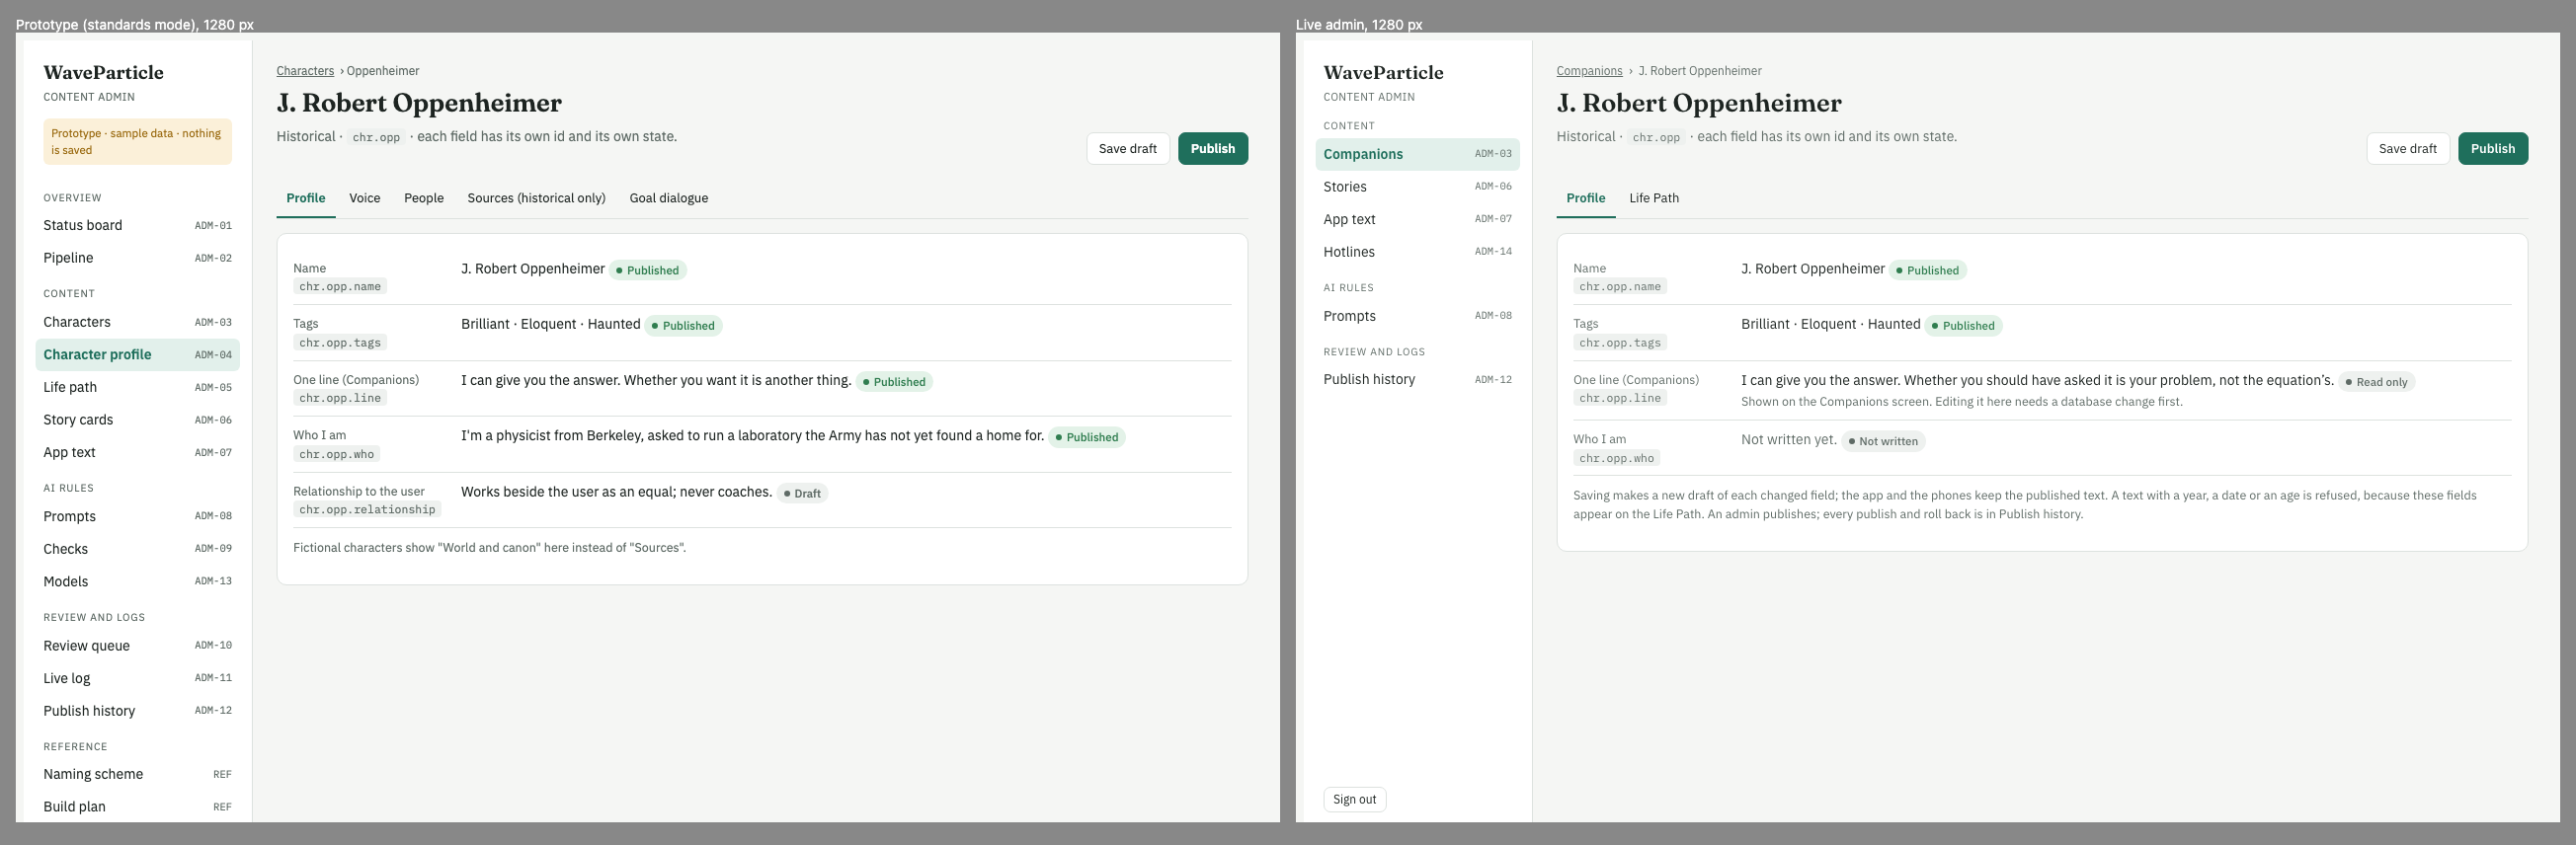 Prototype (standards mode), 1280 px
WaveParticle
CONTENT ADMIN
Prototype · sample data · nothing
is saved
OVERVIEW
Status board ADM-01
Pipeline ADM-02
CONTENT
Characters ADM-03
Character profile ADM-04
Life path ADM-05
Story cards ADM-06
App text ADM-07
AI RULES
Prompts ADM-08
Checks ADM-09
Models ADM-13
REVIEW AND LOGS
Review queue ADM-10
Live log ADM-11
Publish history ADM-12
REFERENCE
Naming scheme REF
Build plan REF
Characters › Oppenheimer
J. Robert Oppenheimer
Historical · chr.opp · each field has its own id and its own state.
Save draft Publish
Profile Voice People Sources (historical only) Goal dialogue
Name J. Robert Oppenheimer Published
chr.opp.name
Tags Brilliant · Eloquent · Haunted Published
chr.opp.tags
One line (Companions) I can give you the answer. Whether you want it is another thing. Published
chr.opp.line
Who I am I'm a physicist from Berkeley, asked to run a laboratory the Army has not yet found a home for. Published
chr.opp.who
Relationship to the user Works beside the user as an equal; never coaches. Draft
chr.opp.relationship
Fictional characters show "World and canon" here instead of "Sources".
Live admin, 1280 px
WaveParticle
CONTENT ADMIN
CONTENT
Companions ADM-03
Stories ADM-06
App text ADM-07
Hotlines ADM-14
AI RULES
Prompts ADM-08
REVIEW AND LOGS
Publish history ADM-12
Sign out
Companions › J. Robert Oppenheimer
J. Robert Oppenheimer
Historical · chr.opp · each field has its own id and its own state.
Save draft Publish
Profile Life Path
Name J. Robert Oppenheimer Published
chr.opp.name
Tags Brilliant · Eloquent · Haunted Published
chr.opp.tags
One line (Companions) I can give you the answer. Whether you should have asked it is your problem, not the equation’s. Read only
chr.opp.line Shown on the Companions screen. Editing it here needs a database change first.
Who I am Not written yet. Not written
chr.opp.who
Saving makes a new draft of each changed field; the app and the phones keep the published text. A text with a year, a date or an age is refused, because these fields
appear on the Life Path. An admin publishes; every publish and roll back is in Publish history.